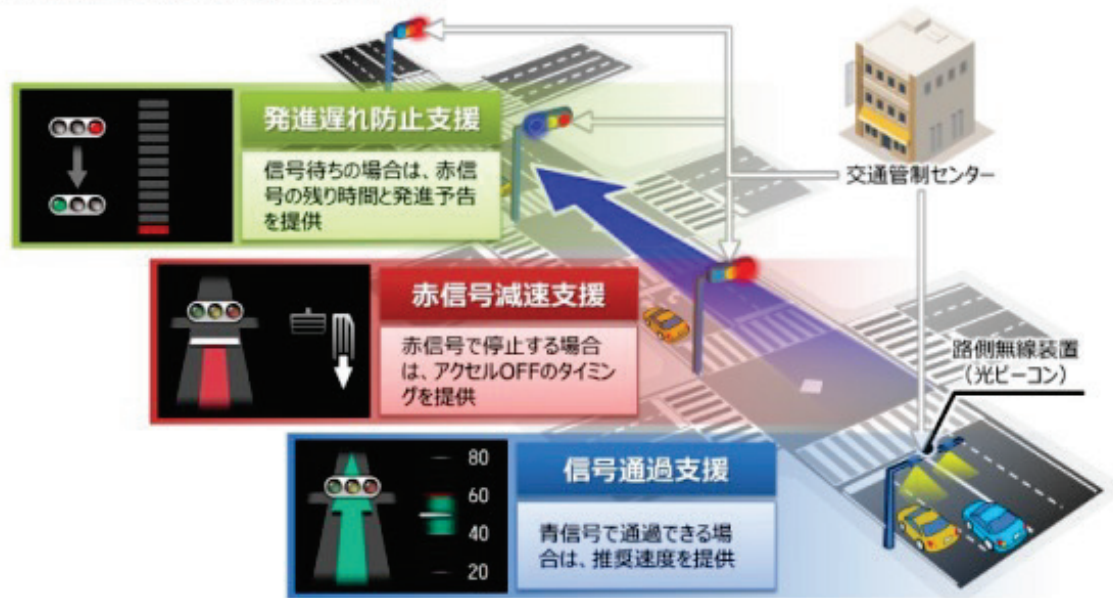 発進遅れ防止支援
信号待ちの場合は、赤信
号の残り時間と発進予告
を提供
交通管制センター
赤信号減速支援
赤信号で停止する場合
は、アクセルOFFのタイミン
グを提供
路側無線装置
（光ビーコン）
80
60
40
20
信号通過支援
青信号で通過できる場
合は、推奨速度を提供